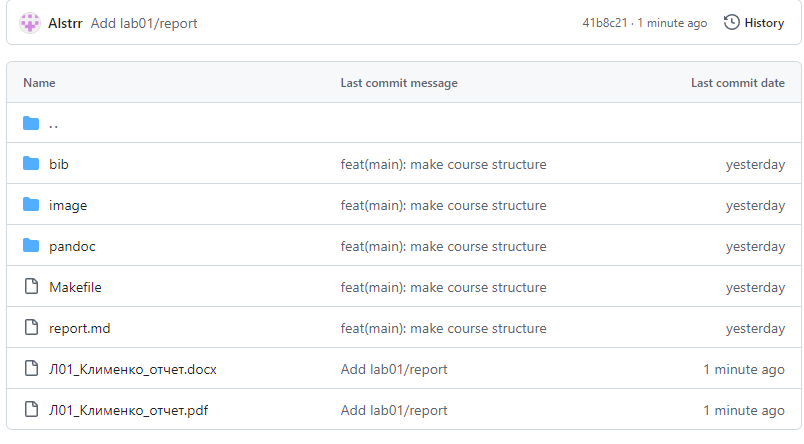 Alstrr Add lab01/report 41b8c21 · 1 minute ago History
Name Last commit message Last commit date
..
bib feat(main): make course structure yesterday
image feat(main): make course structure yesterday
pandoc feat(main): make course structure yesterday
Makefile feat(main): make course structure yesterday
report.md feat(main): make course structure yesterday
Л01_Клименко_отчет.docx Add lab01/report 1 minute ago
Л01_Клименко_отчет.pdf Add lab01/report 1 minute ago